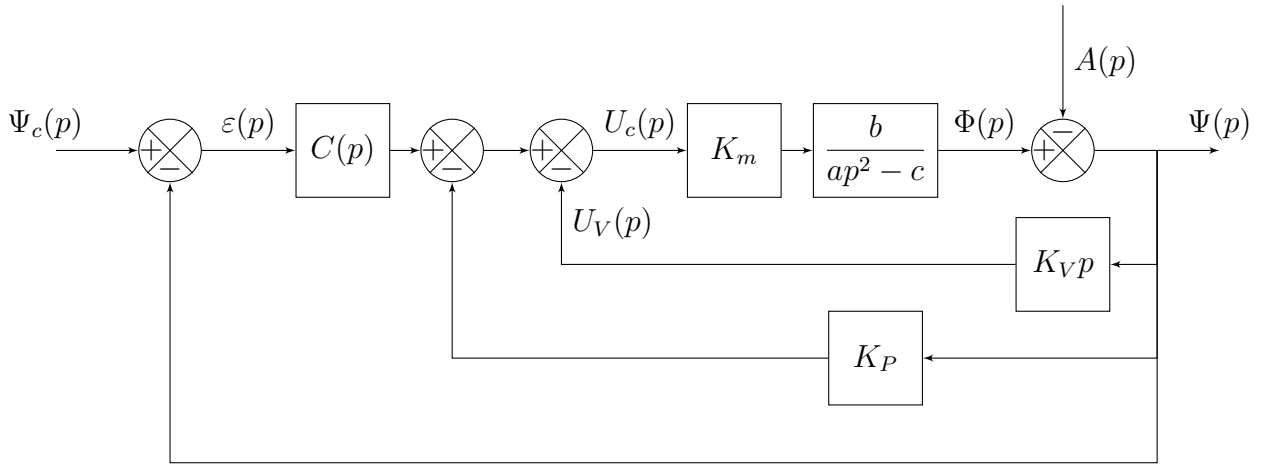 A(p)
Ψ_c(p)
+
−
ε(p)
C(p)
+
−
+
−
U_c(p)
K_m
b
ap² − c
Φ(p)
+
−
Ψ(p)
U_V(p)
K_V p
K_P